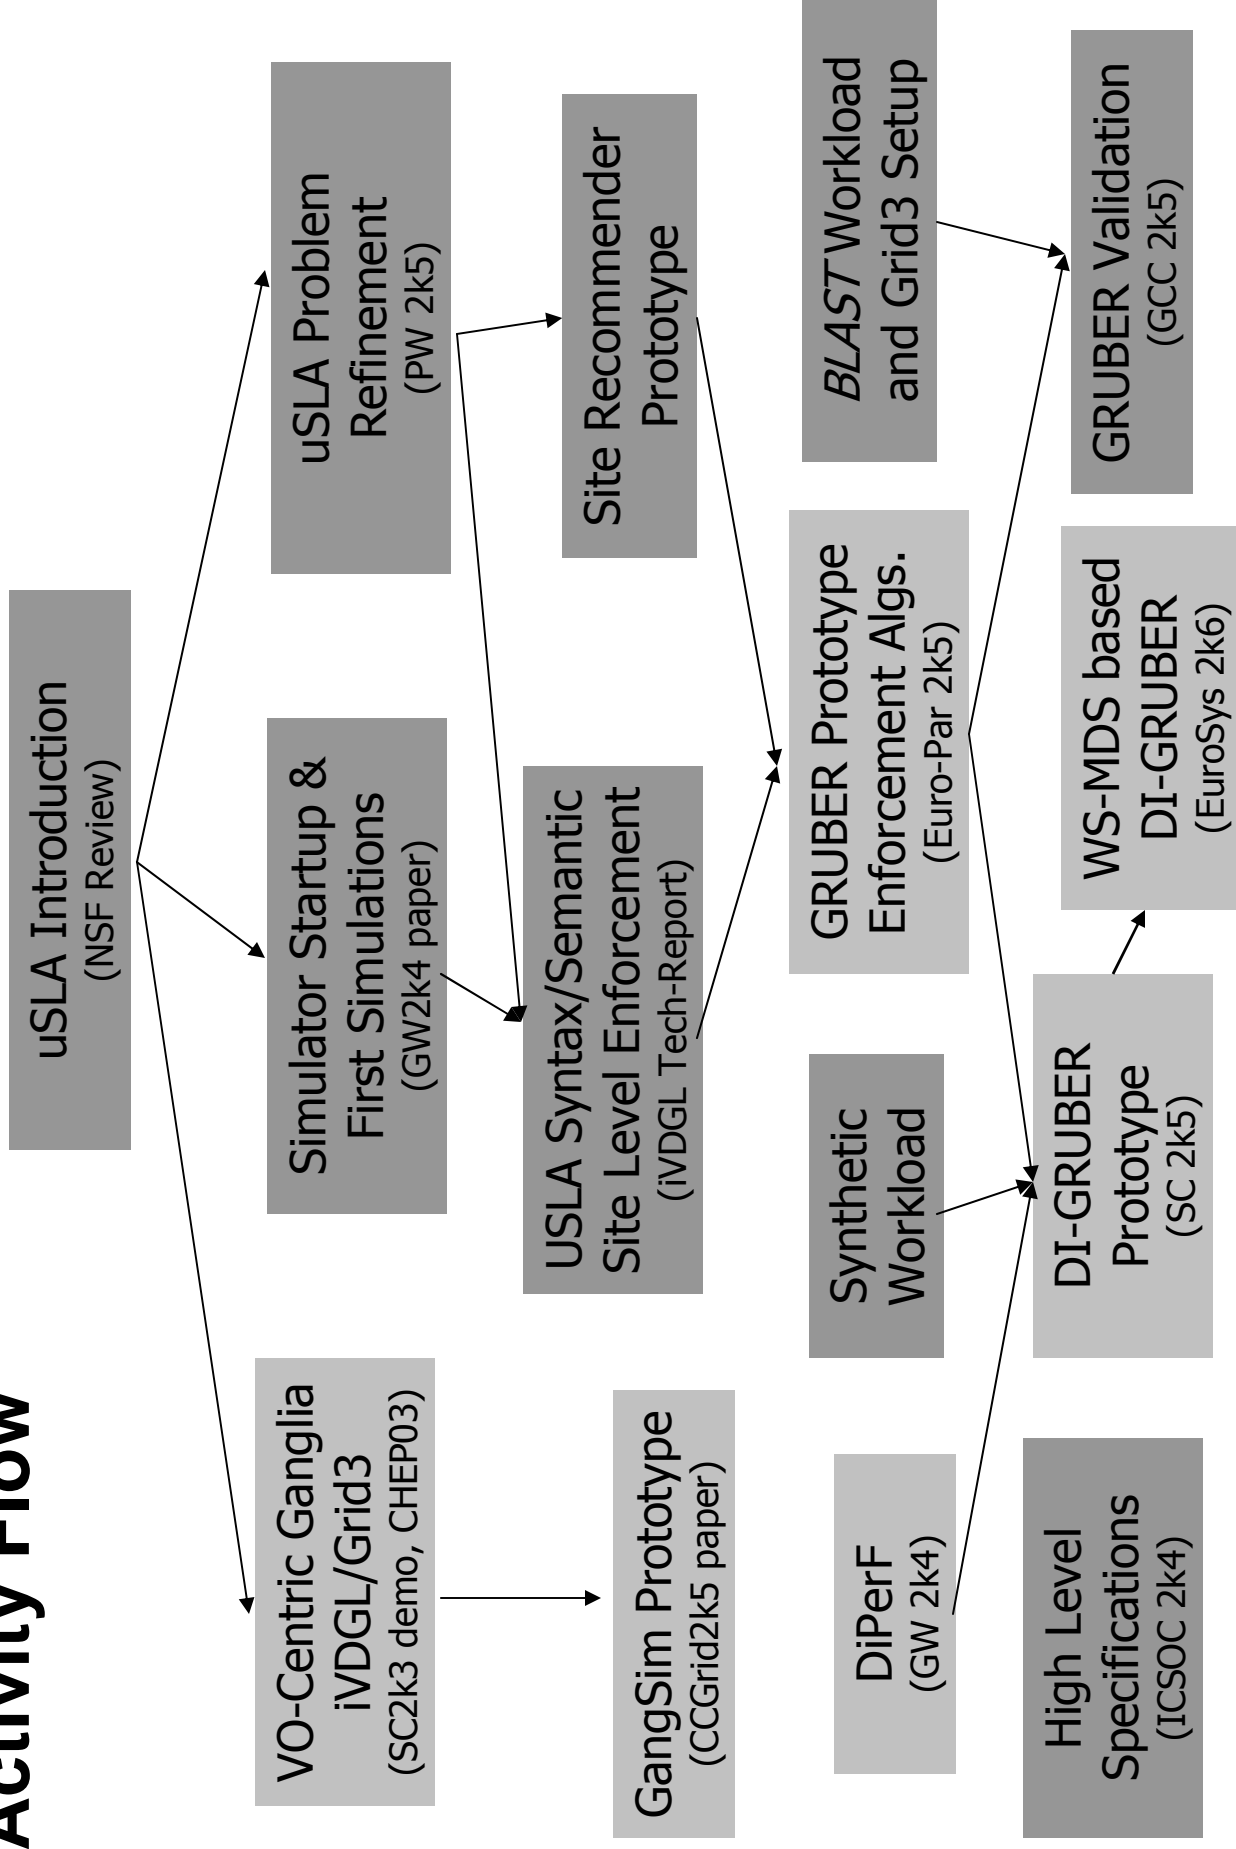 Activity Flow
uSLA Introduction
(NSF Review)
VO-Centric Ganglia
iVDGL/Grid3
(SC2k3 demo, CHEP03)
Simulator Startup &
First Simulations
(GW2k4 paper)
uSLA Problem
Refinement
(PW 2k5)
GangSim Prototype
(CCGrid2k5 paper)
USLA Syntax/Semantic
Site Level Enforcement
(iVDGL Tech-Report)
Site Recommender
Prototype
DiPerF
(GW 2k4)
Synthetic
Workload
GRUBER Prototype
Enforcement Algs.
(Euro-Par 2k5)
BLAST Workload
and Grid3 Setup
High Level
Specifications
(ICSOC 2k4)
DI-GRUBER
Prototype
(SC 2k5)
WS-MDS based
DI-GRUBER
(EuroSys 2k6)
GRUBER Validation
(GCC 2k5)